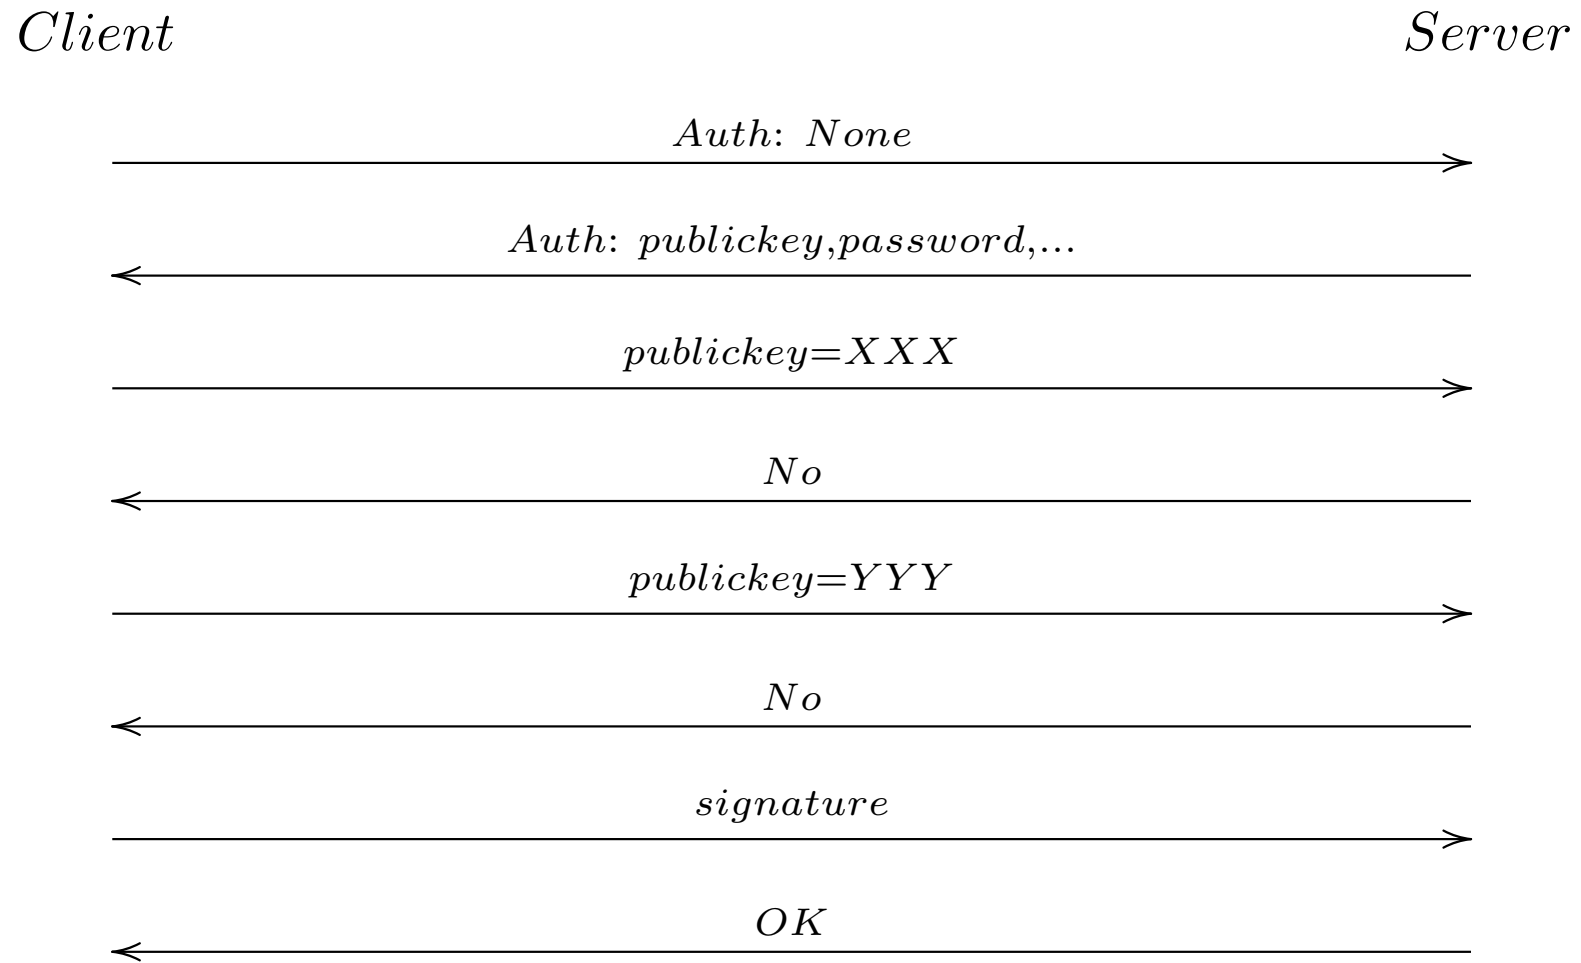 Client Server
Auth: None
Auth: publickey,password,...
publickey=XXX
No
publickey=YYY
No
signature
OK